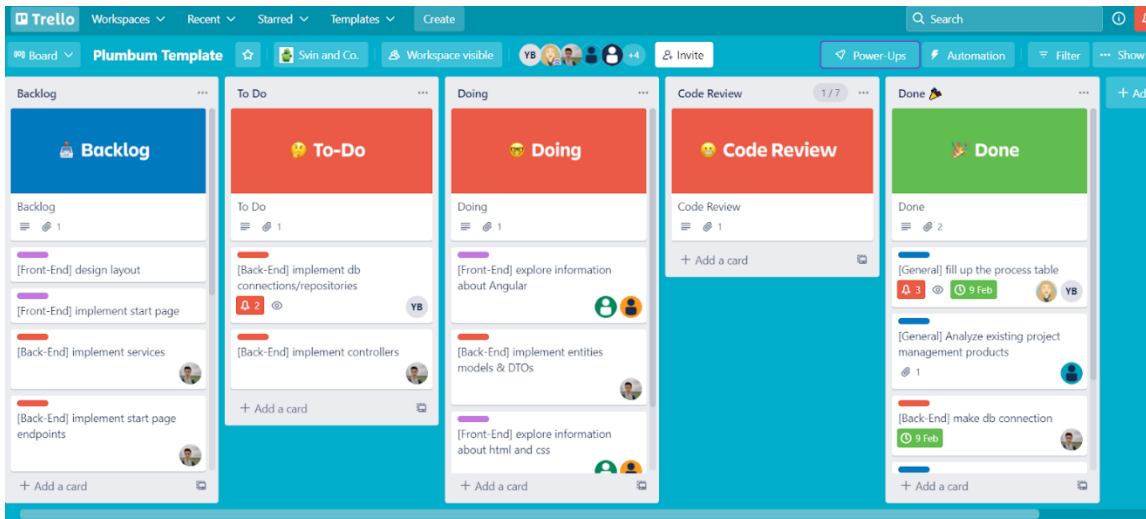 Trello
Workspaces
Recent
Starred
Templates
Create
Search
Board
Plumbum Template
Svin and Co.
Workspace visible
YB
+4
Invite
Power-Ups
Automation
Filter
Show
Backlog
Backlog
Backlog
1
[Front-End] design layout
[Front-End] implement start page
[Back-End] implement services
[Back-End] implement start page
endpoints
+ Add a card
To Do
To-Do
To Do
1
[Back-End] implement db
connections/repositories
2
YB
[Back-End] implement controllers
+ Add a card
Doing
Doing
Doing
1
[Front-End] explore information
about Angular
[Back-End] implement entities
models & DTOs
[Front-End] explore information
about html and css
+ Add a card
Code Review
1/7
Code Review
Code Review
1
+ Add a card
Done
Done
Done
2
[General] fill up the process table
3
9 Feb
YB
[General] Analyze existing project
management products
1
[Back-End] make db connection
9 Feb
+ Add a card
+ Ad